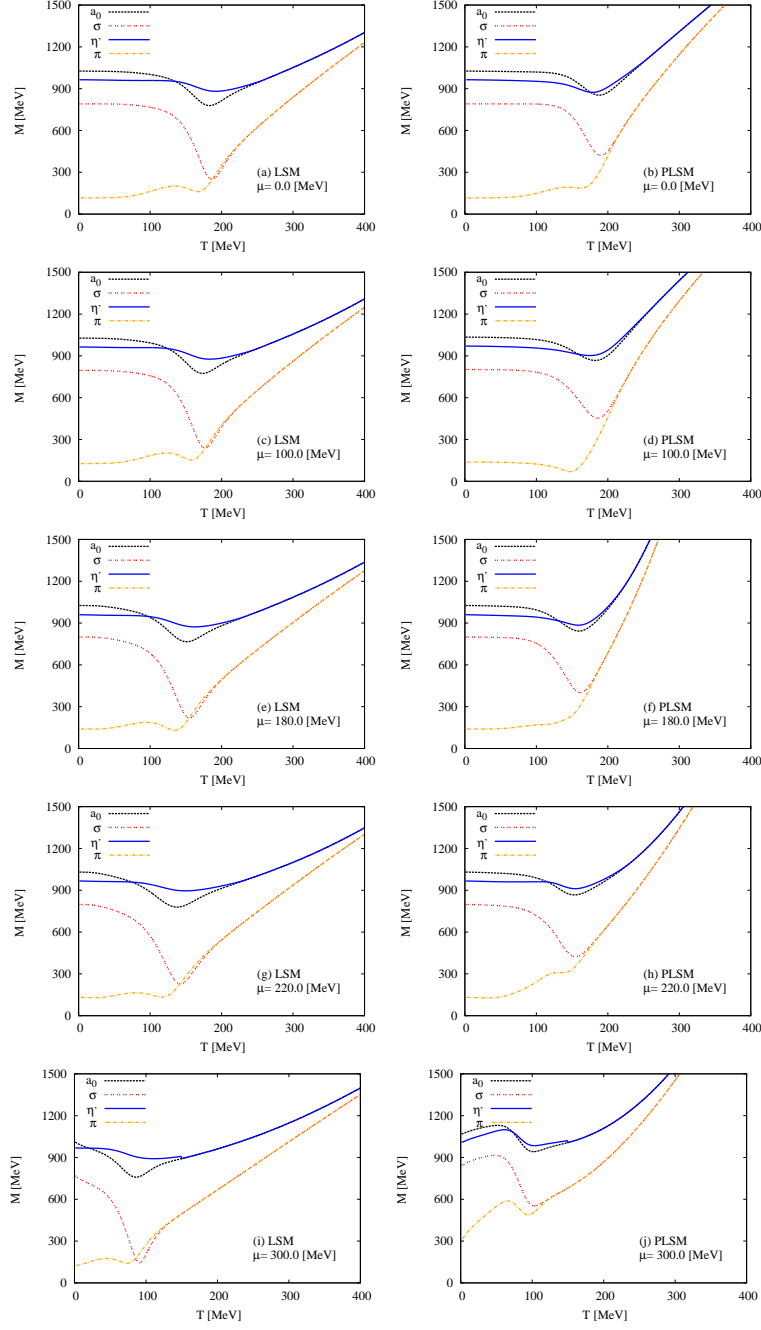 1500
1200
900
600
300
0
M [MeV]
a0
σ
η'
π
(a) LSM
μ= 0.0 [MeV]
0 100 200 300 400
T [MeV]
1500
1200
900
600
300
0
M [MeV]
a0
σ
η'
π
(b) PLSM
μ= 0.0 [MeV]
0 100 200 300 400
T [MeV]
1500
1200
900
600
300
0
M [MeV]
a0
σ
η'
π
(c) LSM
μ= 100.0 [MeV]
0 100 200 300 400
T [MeV]
1500
1200
900
600
300
0
M [MeV]
a0
σ
η'
π
(d) PLSM
μ= 100.0 [MeV]
0 100 200 300 400
T [MeV]
1500
1200
900
600
300
0
M [MeV]
a0
σ
η'
π
(e) LSM
μ= 180.0 [MeV]
0 100 200 300 400
T [MeV]
1500
1200
900
600
300
0
M [MeV]
a0
σ
η'
π
(f) PLSM
μ= 180.0 [MeV]
0 100 200 300 400
T [MeV]
1500
1200
900
600
300
0
M [MeV]
a0
σ
η'
π
(g) LSM
μ= 220.0 [MeV]
0 100 200 300 400
T [MeV]
1500
1200
900
600
300
0
M [MeV]
a0
σ
η'
π
(h) PLSM
μ= 220.0 [MeV]
0 100 200 300 400
T [MeV]
1500
1200
900
600
300
0
M [MeV]
a0
σ
η'
π
(i) LSM
μ= 300.0 [MeV]
0 100 200 300 400
T [MeV]
1500
1200
900
600
300
0
M [MeV]
a0
σ
η'
π
(j) PLSM
μ= 300.0 [MeV]
0 100 200 300 400
T [MeV]